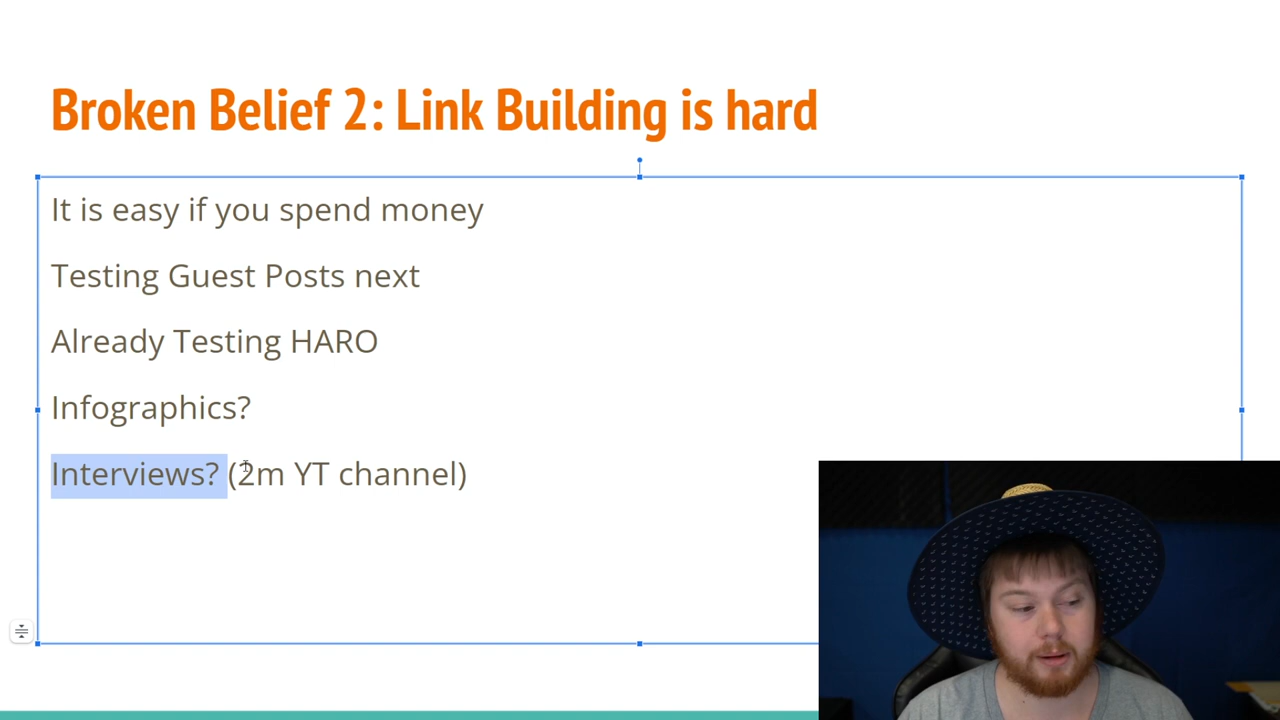 Broken Belief 2: Link Building is hard
It is easy if you spend money
Testing Guest Posts next
Already Testing HARO
Infographics?
Interviews? (2m YT channel)